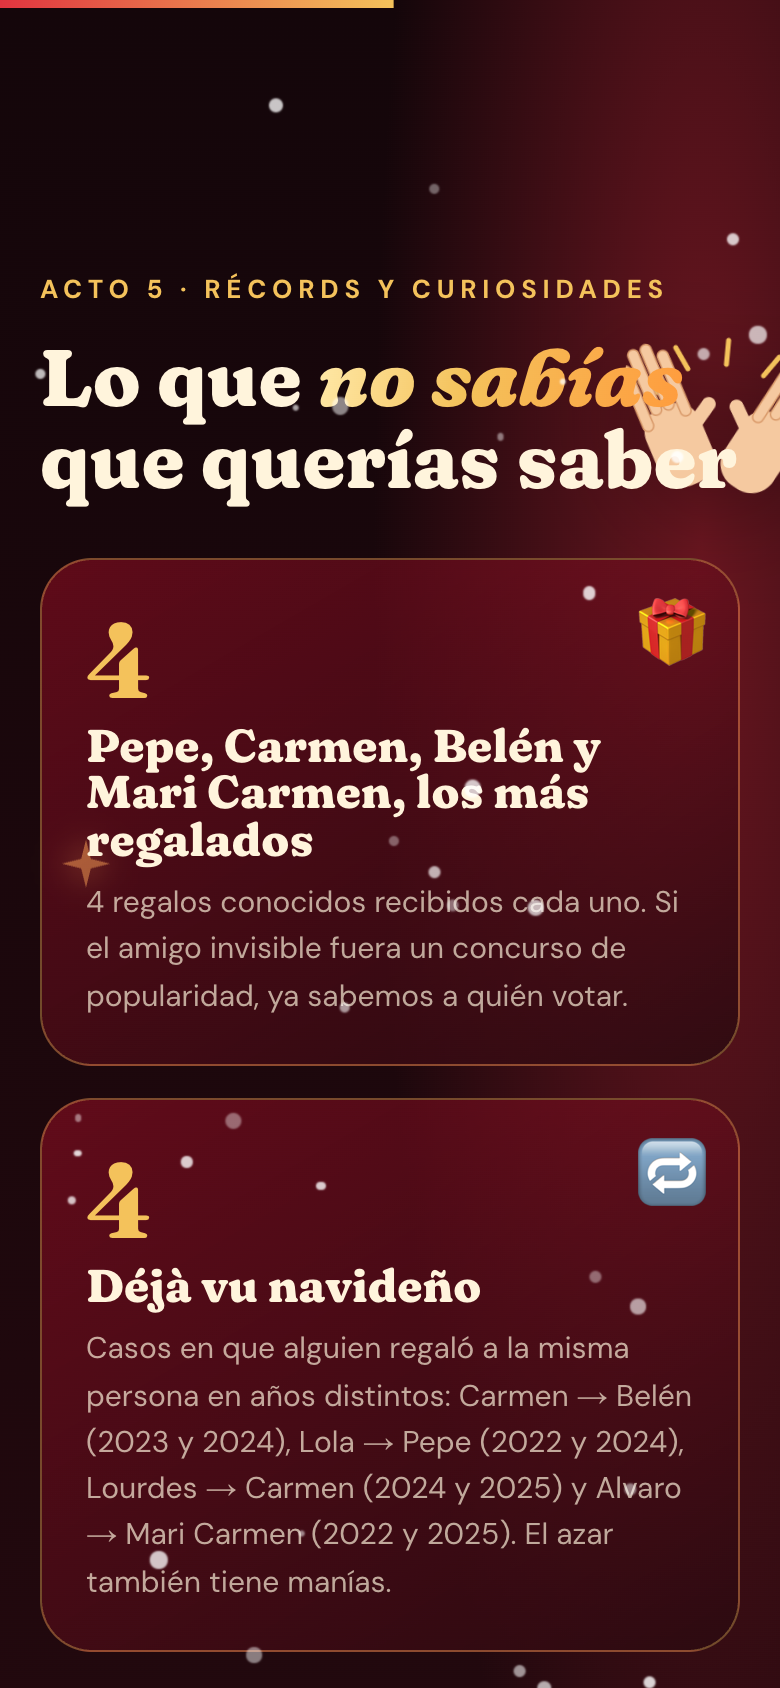 ACTO 5 · RÉCORDS Y CURIOSIDADES
Lo que no sabías
que querías saber
4
Pepe, Carmen, Belén y
Mari Carmen, los más
regalados
4 regalos conocidos recibidos cada uno. Si
el amigo invisible fuera un concurso de
popularidad, ya sabemos a quién votar.
4
Déjà vu navideño
Casos en que alguien regaló a la misma
persona en años distintos: Carmen → Belén
(2023 y 2024), Lola → Pepe (2022 y 2024),
Lourdes → Carmen (2024 y 2025) y Alvaro
→ Mari Carmen (2022 y 2025). El azar
también tiene manías.